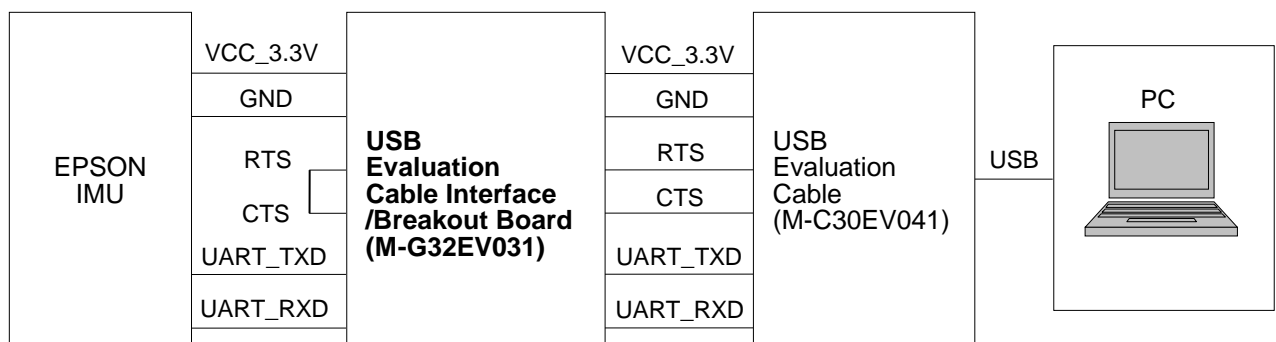 EPSON
IMU
VCC_3.3V
GND
RTS
CTS
UART_TXD
UART_RXD
USB
Evaluation
Cable Interface
/Breakout Board
(M-G32EV031)
VCC_3.3V
GND
RTS
CTS
UART_TXD
UART_RXD
USB
Evaluation
Cable
(M-C30EV041)
USB
PC